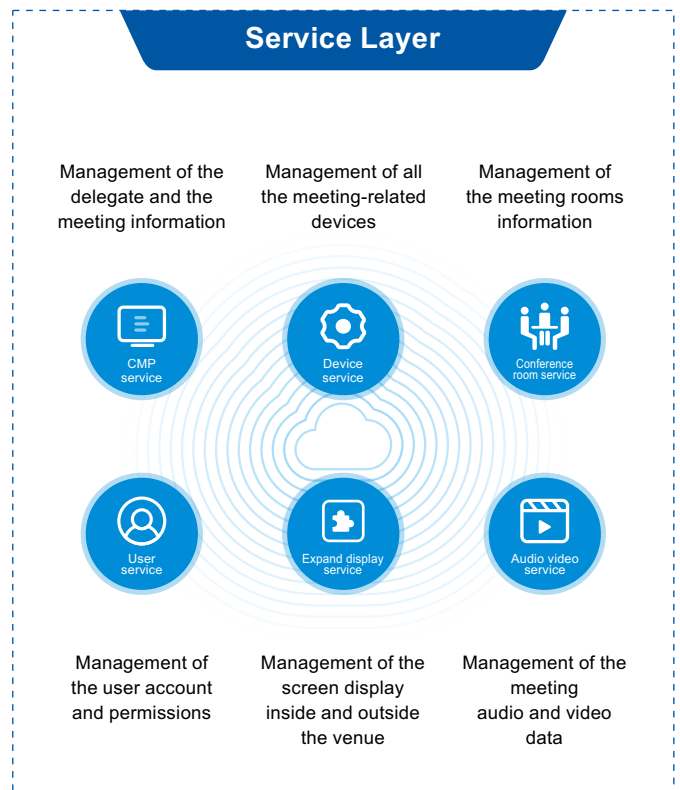 Service Layer
Management of the
delegate and the
meeting information
Management of all
the meeting-related
devices
Management of
the meeting rooms
information
CMP
service
Device
service
Conference
room service
User
service
Expand display
service
Audio video
service
Management of
the user account
and permissions
Management of the
screen display
inside and outside
the venue
Management of the
meeting
audio and video
data